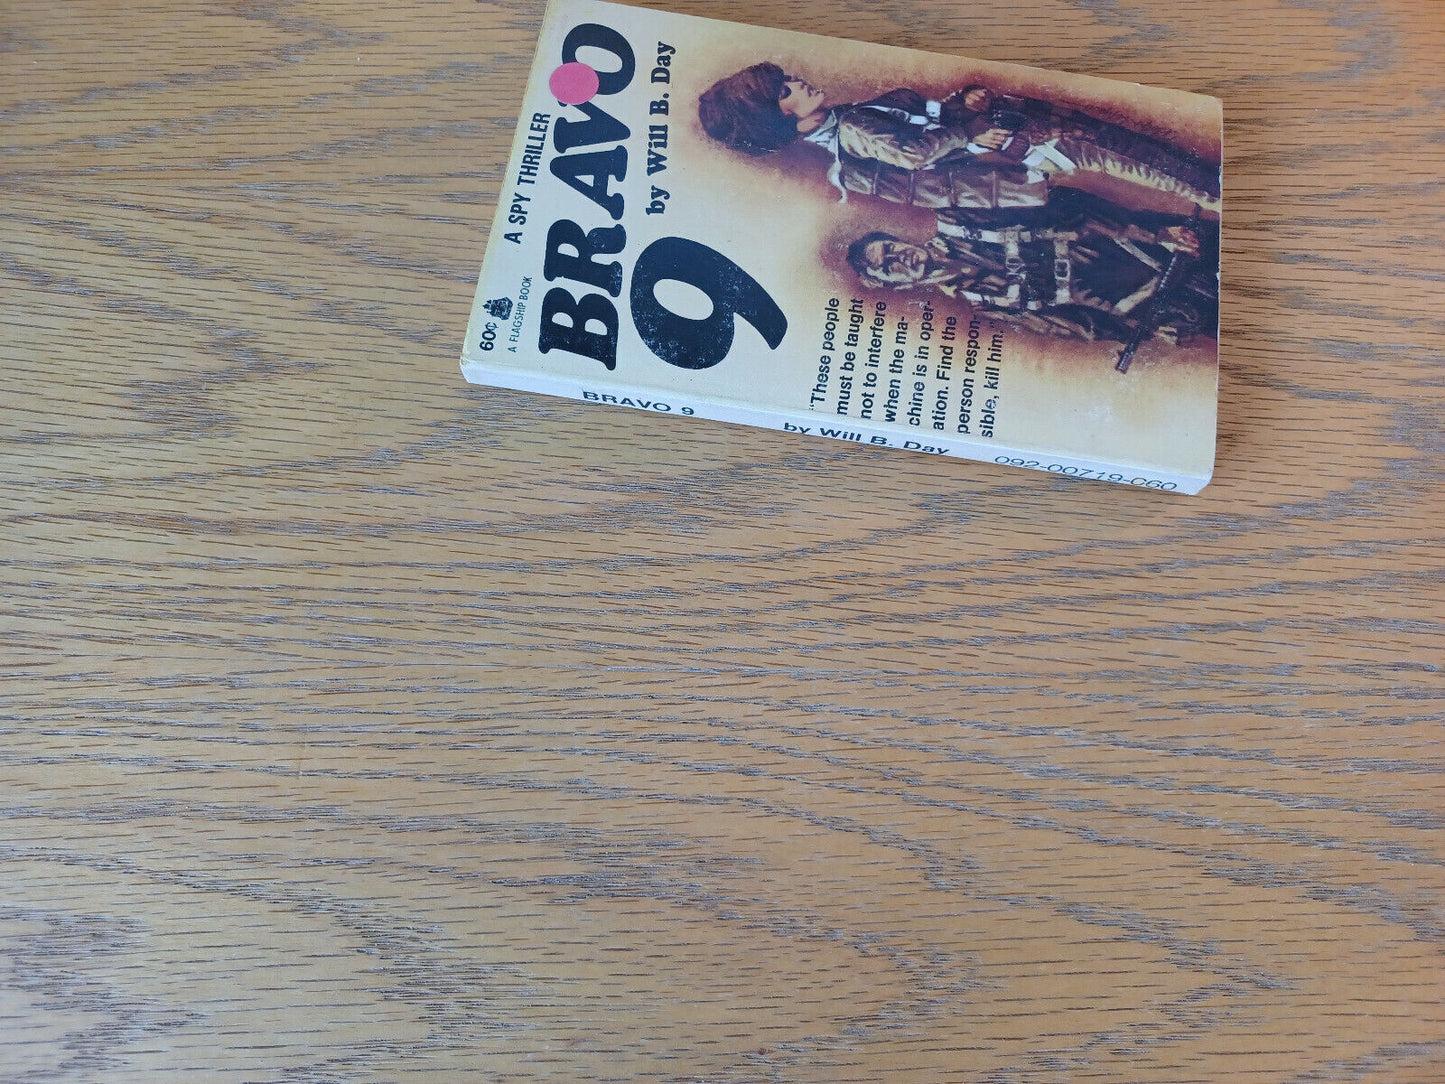 60¢
A FLAGSHIP BOOK
A SPY THRILLER
BRAVO
9
by Will B. Day
"These people
must be taught
not to interfere
when the ma-
chine is in oper-
ation. Find the
person respon-
sible, kill him."
BRAVO 9
by Will B. Day
092-00719-060